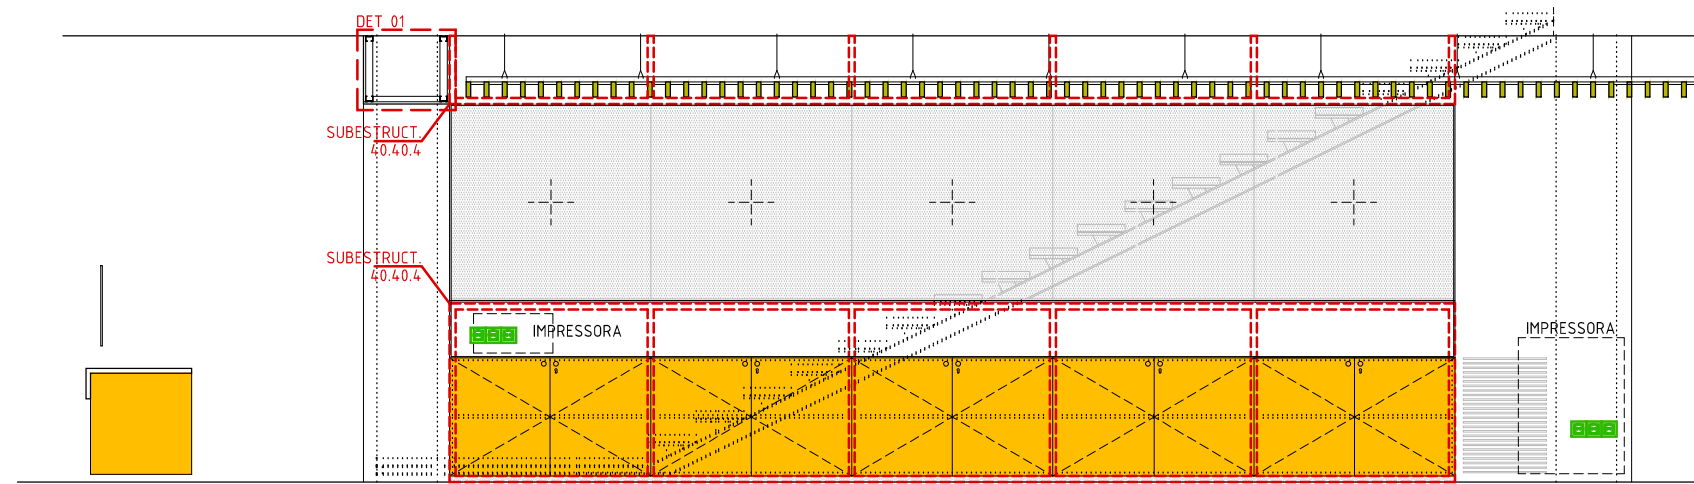 DET_01
SUBESTRUCT.
40.40.4
SUBESTRUCT.
40.40.4
IMPRESSORA
IMPRESSORA